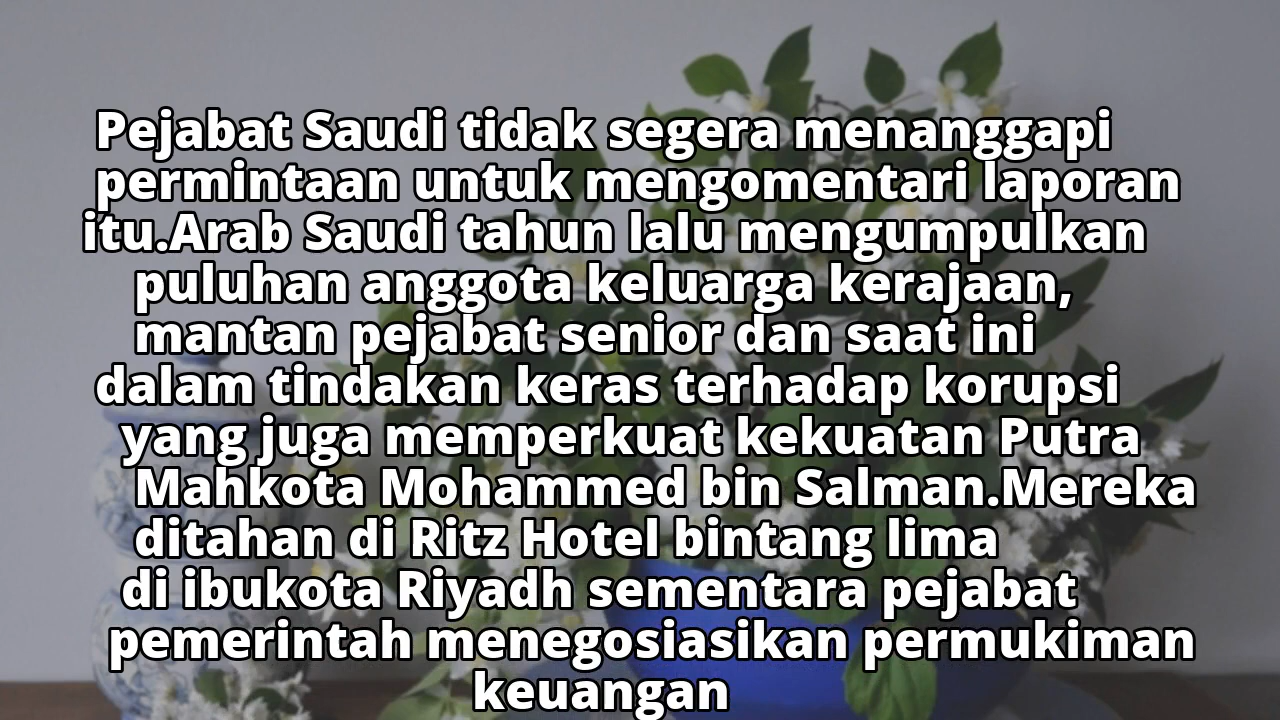 Pejabat Saudi tidak segera menanggapi
permintaan untuk mengomentari laporan
itu.Arab Saudi tahun lalu mengumpulkan
puluhan anggota keluarga kerajaan,
mantan pejabat senior dan saat ini
dalam tindakan keras terhadap korupsi
yang juga memperkuat kekuatan Putra
Mahkota Mohammed bin Salman.Mereka
ditahan di Ritz Hotel bintang lima
di ibukota Riyadh sementara pejabat
pemerintah menegosiasikan permukiman
keuangan